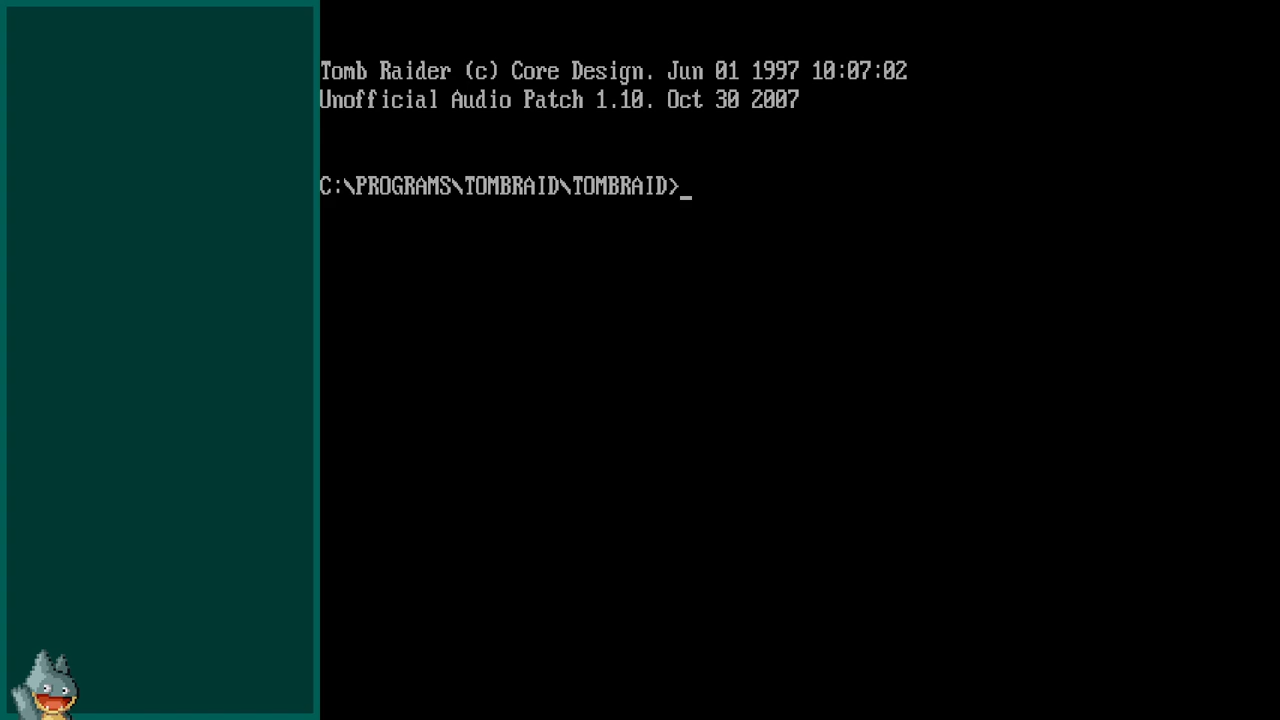 Tomb Raider (c) Core Design. Jun 01 1997 10:07:02
Unofficial Audio Patch 1.10. Oct 30 2007
C:\PROGRAMS\TOMBRAID\TOMBRAID>_